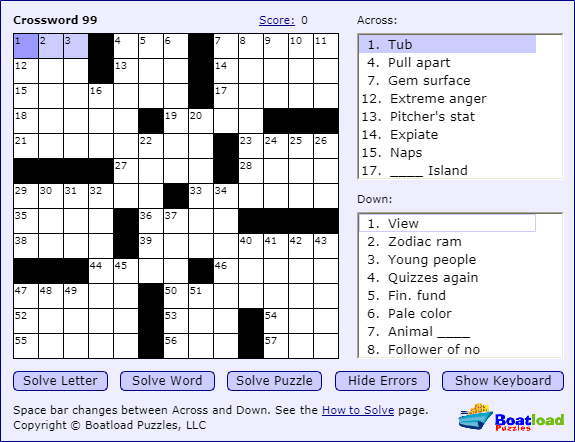 Crossword 99
Score: 0
1 2 3 4 5 6 7 8 9 10 11
12 13 14
15 16 17
18 19 20
21 22 23 24 25 26
27 28
29 30 31 32 33 34
35 36 37
38 39 40 41 42 43
44 45 46
47 48 49 50 51
52 53 54
55 56 57
Across:
1. Tub
4. Pull apart
7. Gem surface
12. Extreme anger
13. Pitcher's stat
14. Expiate
15. Naps
17. ____ Island
Down:
1. View
2. Zodiac ram
3. Young people
4. Quizzes again
5. Fin. fund
6. Pale color
7. Animal ____
8. Follower of no
Solve Letter
Solve Word
Solve Puzzle
Hide Errors
Show Keyboard
Space bar changes between Across and Down. See the How to Solve page.
Copyright © Boatload Puzzles, LLC
Boatload
Puzzles